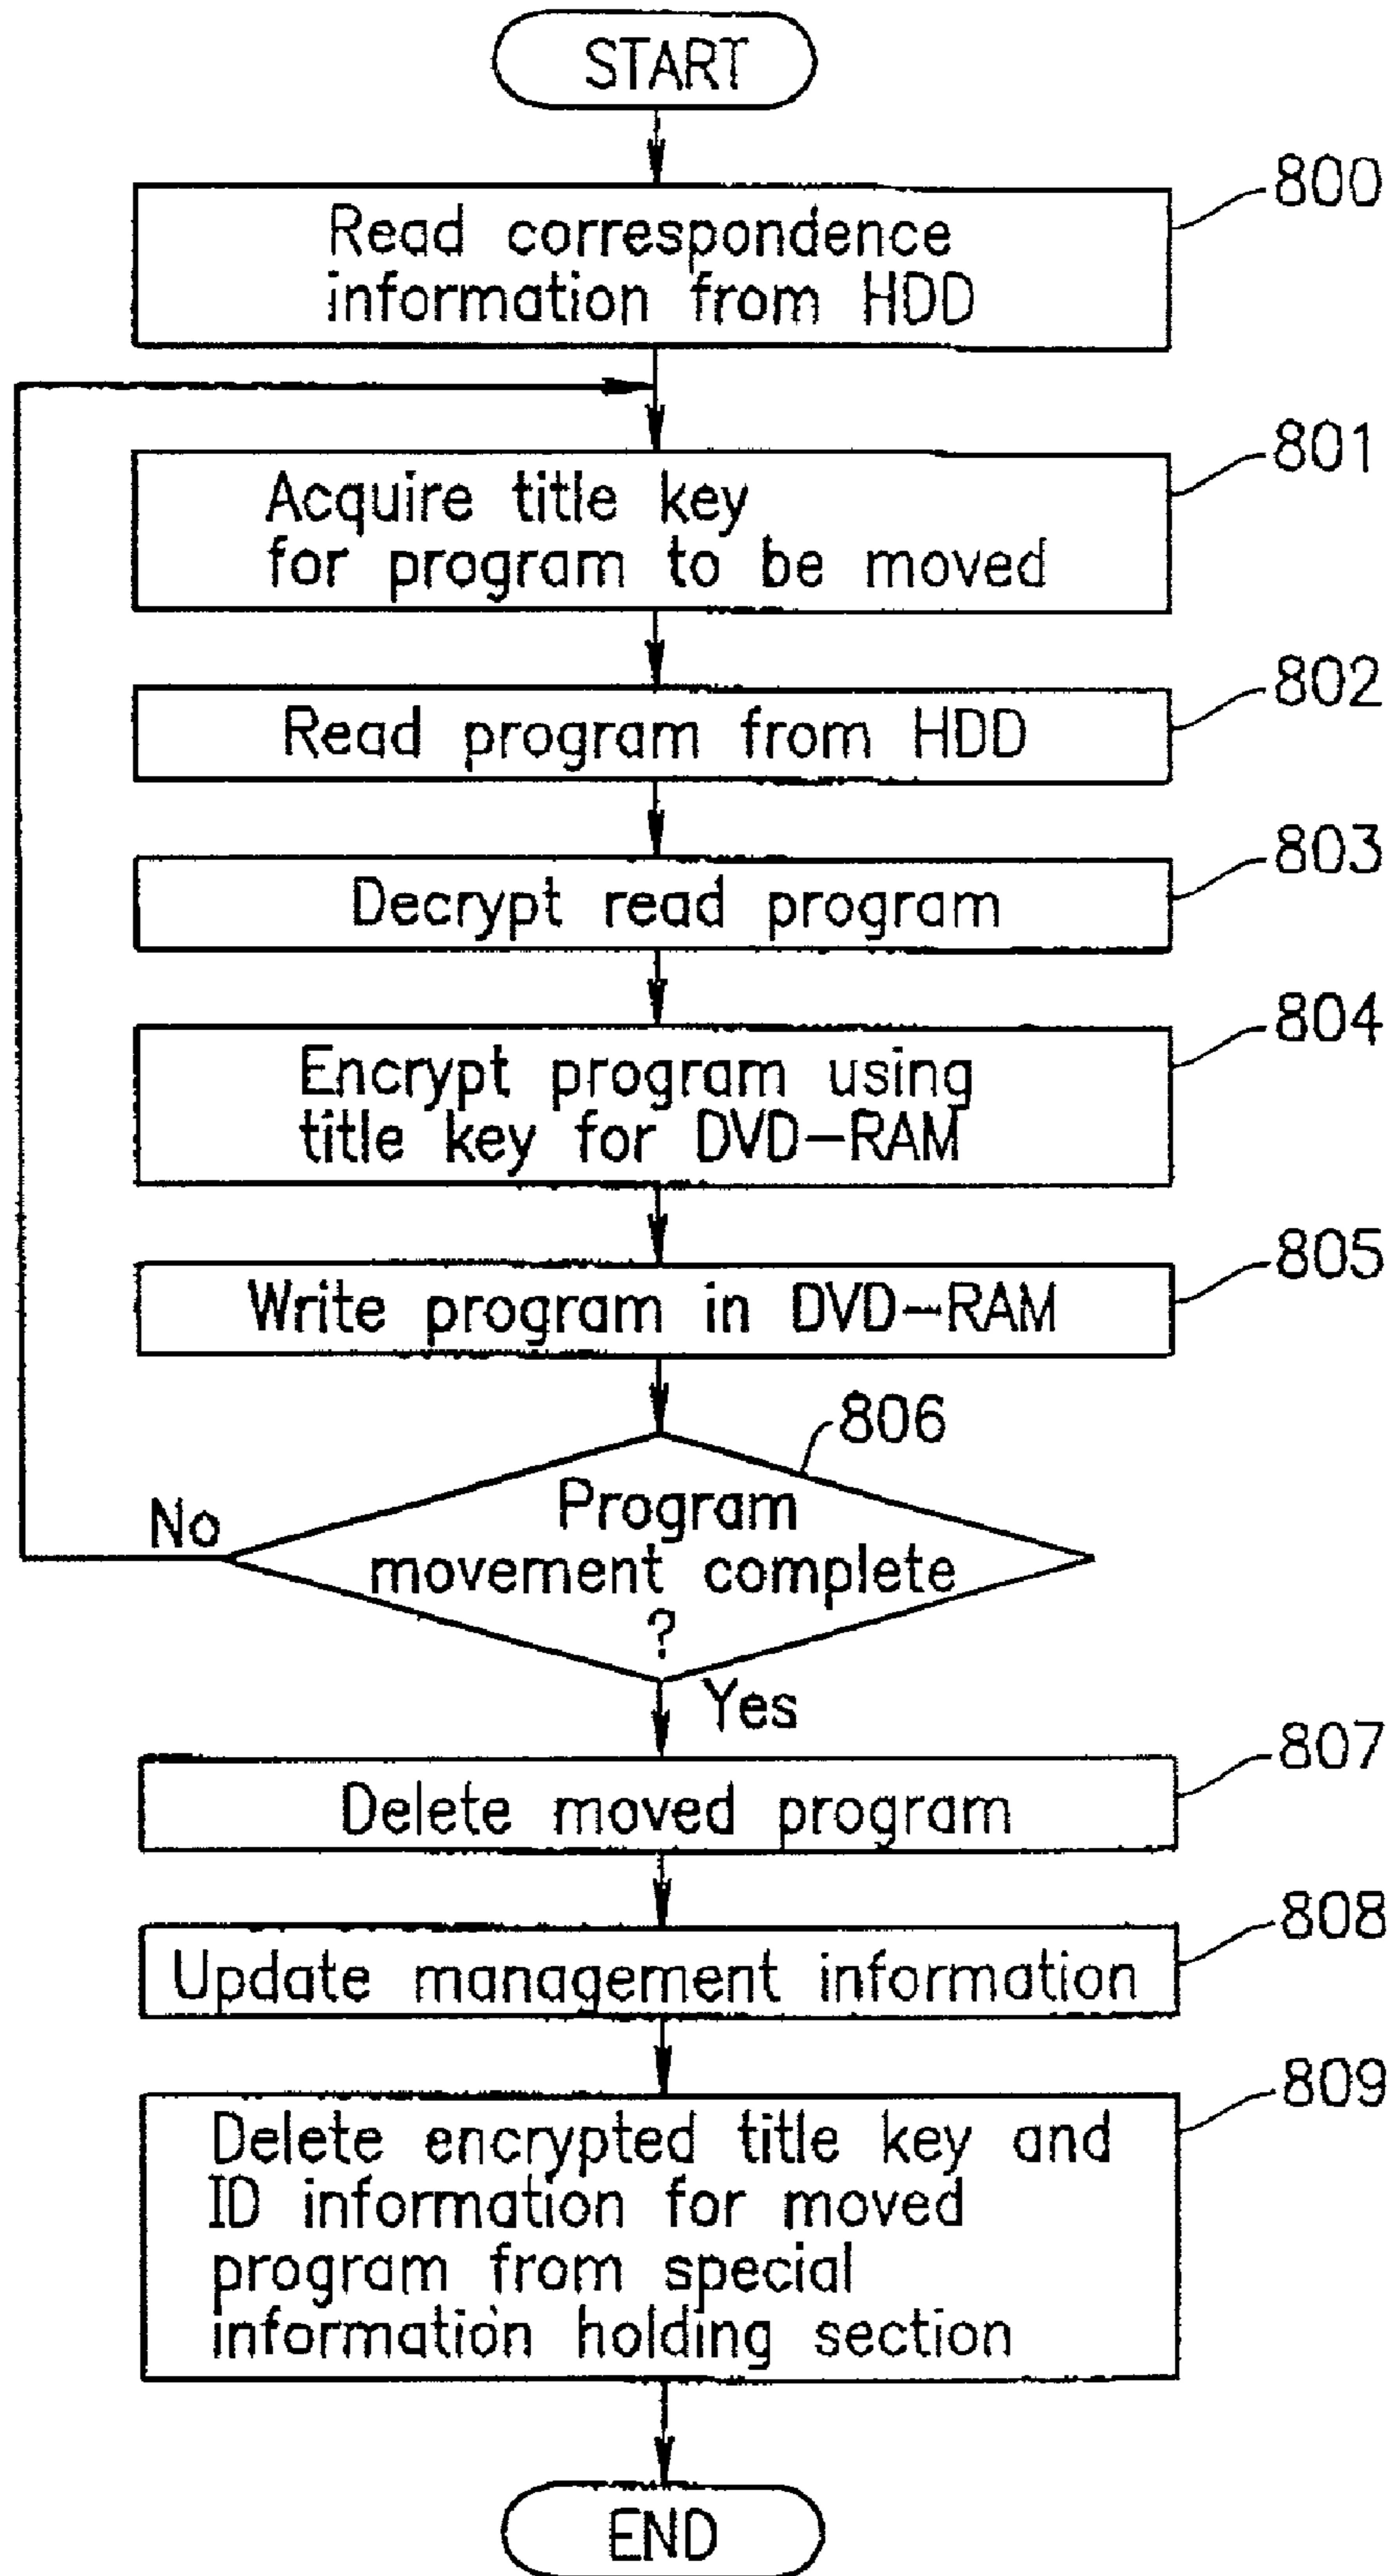 START
800
Read correspondence
information from HDD
801
Acquire title key
for program to be moved
802
Read program from HDD
803
Decrypt read program
804
Encrypt program using
title key for DVD-RAM
805
Write program in DVD-RAM
806
Program
movement complete
?
No
Yes
807
Delete moved program
808
Update management information
809
Delete encrypted title key and
ID information for moved
program from special
information holding section
END